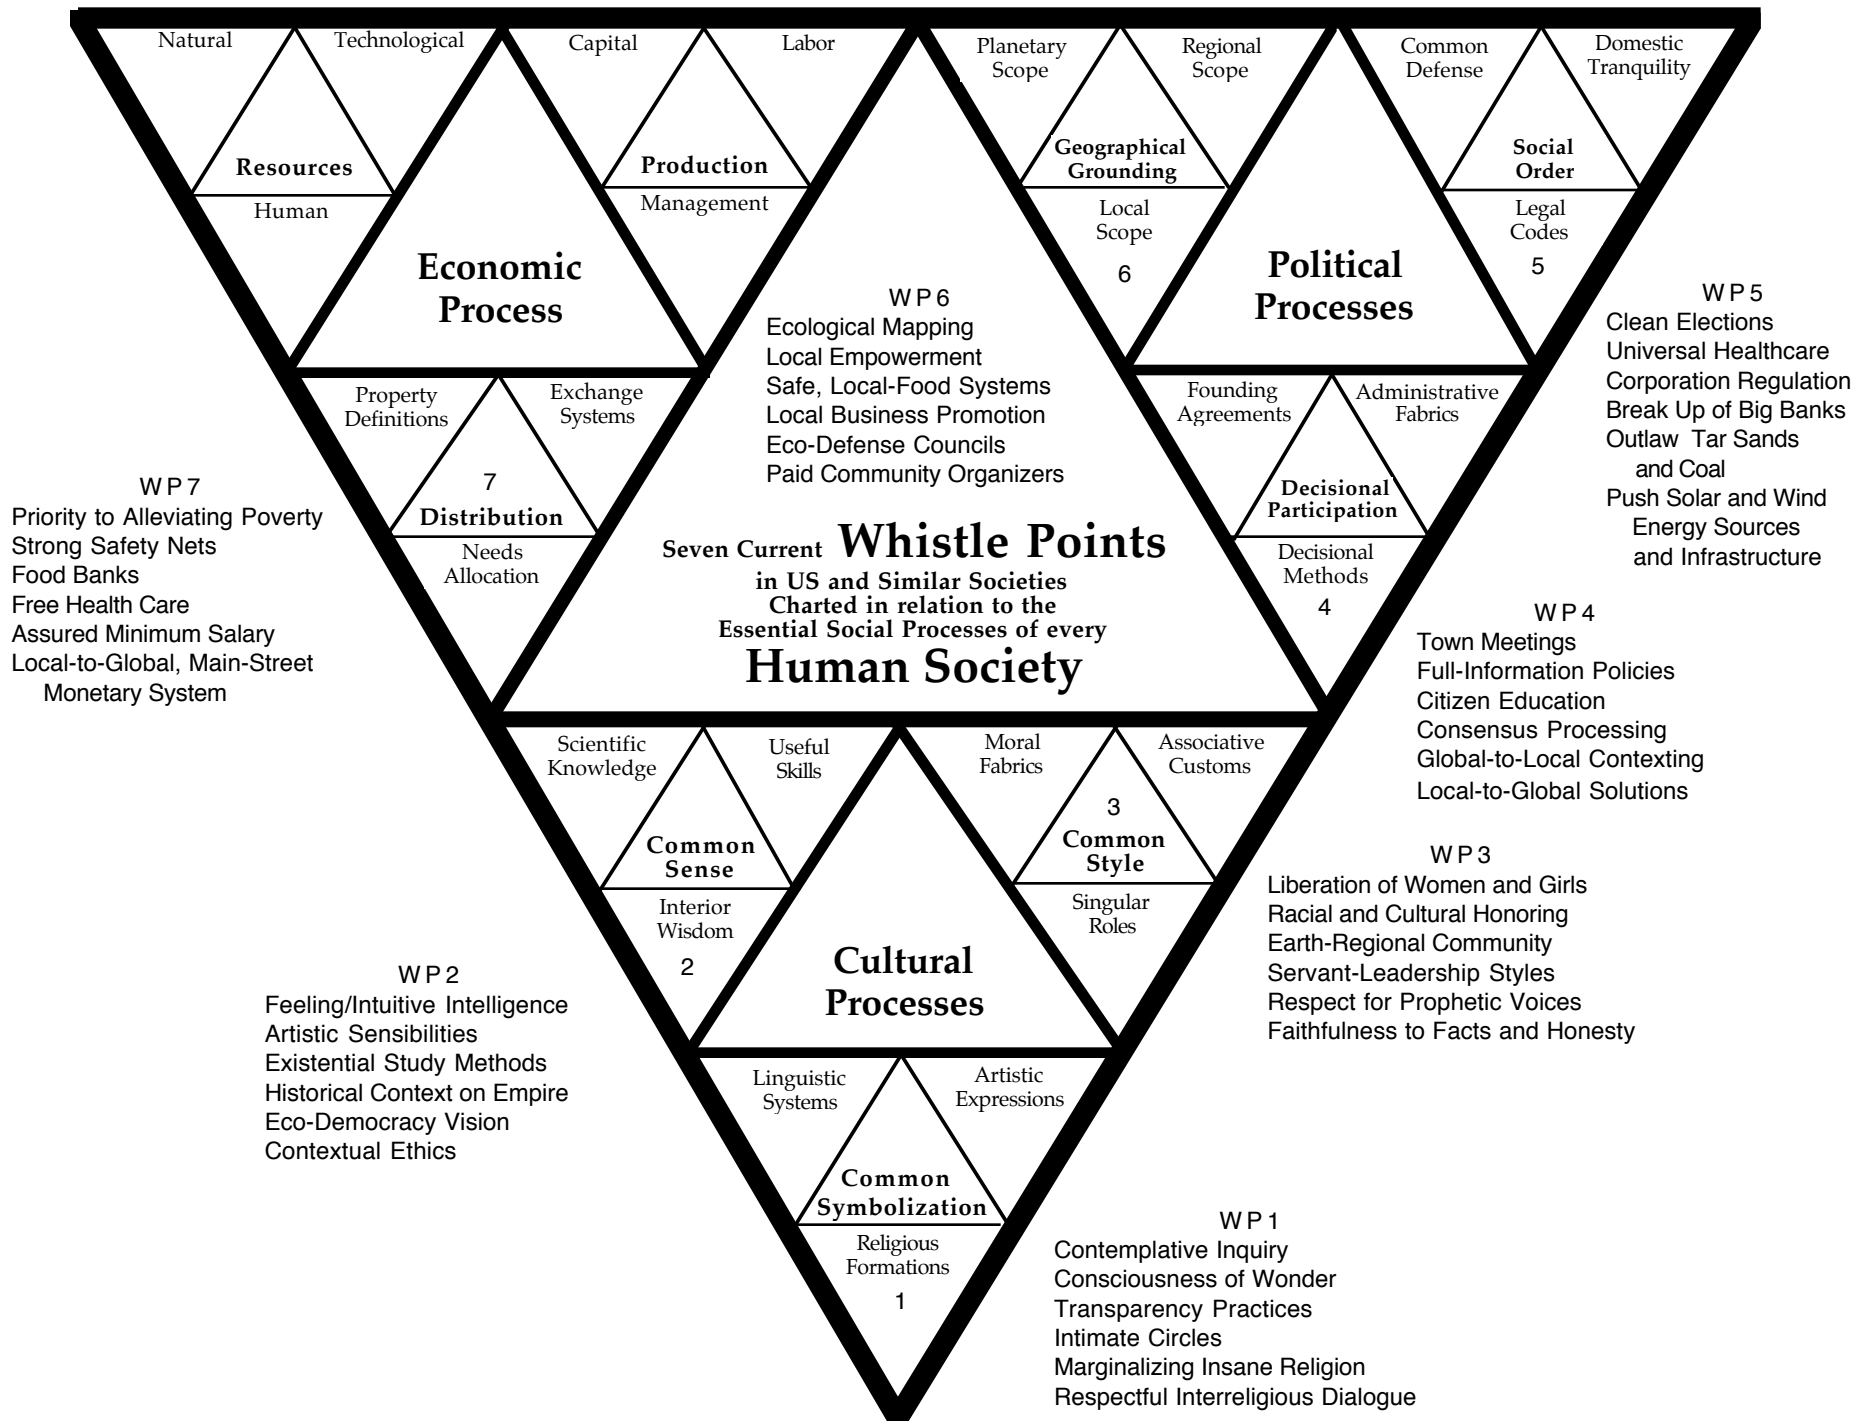 Natural
Technological
Resources
Human
Capital
Labor
Production
Management
Economic
Process
Property
Definitions
Exchange
Systems
7
Distribution
Needs
Allocation
Planetary
Scope
Regional
Scope
Geographical
Grounding
Local
Scope
6
Common
Defense
Domestic
Tranquility
Social
Order
Legal
Codes
5
Political
Processes
Founding
Agreements
Administrative
Fabrics
Decisional
Participation
Decisional
Methods
4
WP6
Ecological Mapping
Local Empowerment
Safe, Local-Food Systems
Local Business Promotion
Eco-Defense Councils
Paid Community Organizers
Seven Current Whistle Points
in US and Similar Societies
Charted in relation to the
Essential Social Processes of every
Human Society
WP5
Clean Elections
Universal Healthcare
Corporation Regulation
Break Up of Big Banks
Outlaw Tar Sands
and Coal
Push Solar and Wind
Energy Sources
and Infrastructure
WP7
Priority to Alleviating Poverty
Strong Safety Nets
Food Banks
Free Health Care
Assured Minimum Salary
Local-to-Global, Main-Street
Monetary System
WP4
Town Meetings
Full-Information Policies
Citizen Education
Consensus Processing
Global-to-Local Contexting
Local-to-Global Solutions
Scientific
Knowledge
Useful
Skills
Common
Sense
Interior
Wisdom
2
Moral
Fabrics
Associative
Customs
3
Common
Style
Singular
Roles
Cultural
Processes
WP3
Liberation of Women and Girls
Racial and Cultural Honoring
Earth-Regional Community
Servant-Leadership Styles
Respect for Prophetic Voices
Faithfulness to Facts and Honesty
WP2
Feeling/Intuitive Intelligence
Artistic Sensibilities
Existential Study Methods
Historical Context on Empire
Eco-Democracy Vision
Contextual Ethics
Linguistic
Systems
Artistic
Expressions
Common
Symbolization
Religious
Formations
1
WP1
Contemplative Inquiry
Consciousness of Wonder
Transparency Practices
Intimate Circles
Marginalizing Insane Religion
Respectful Interreligious Dialogue